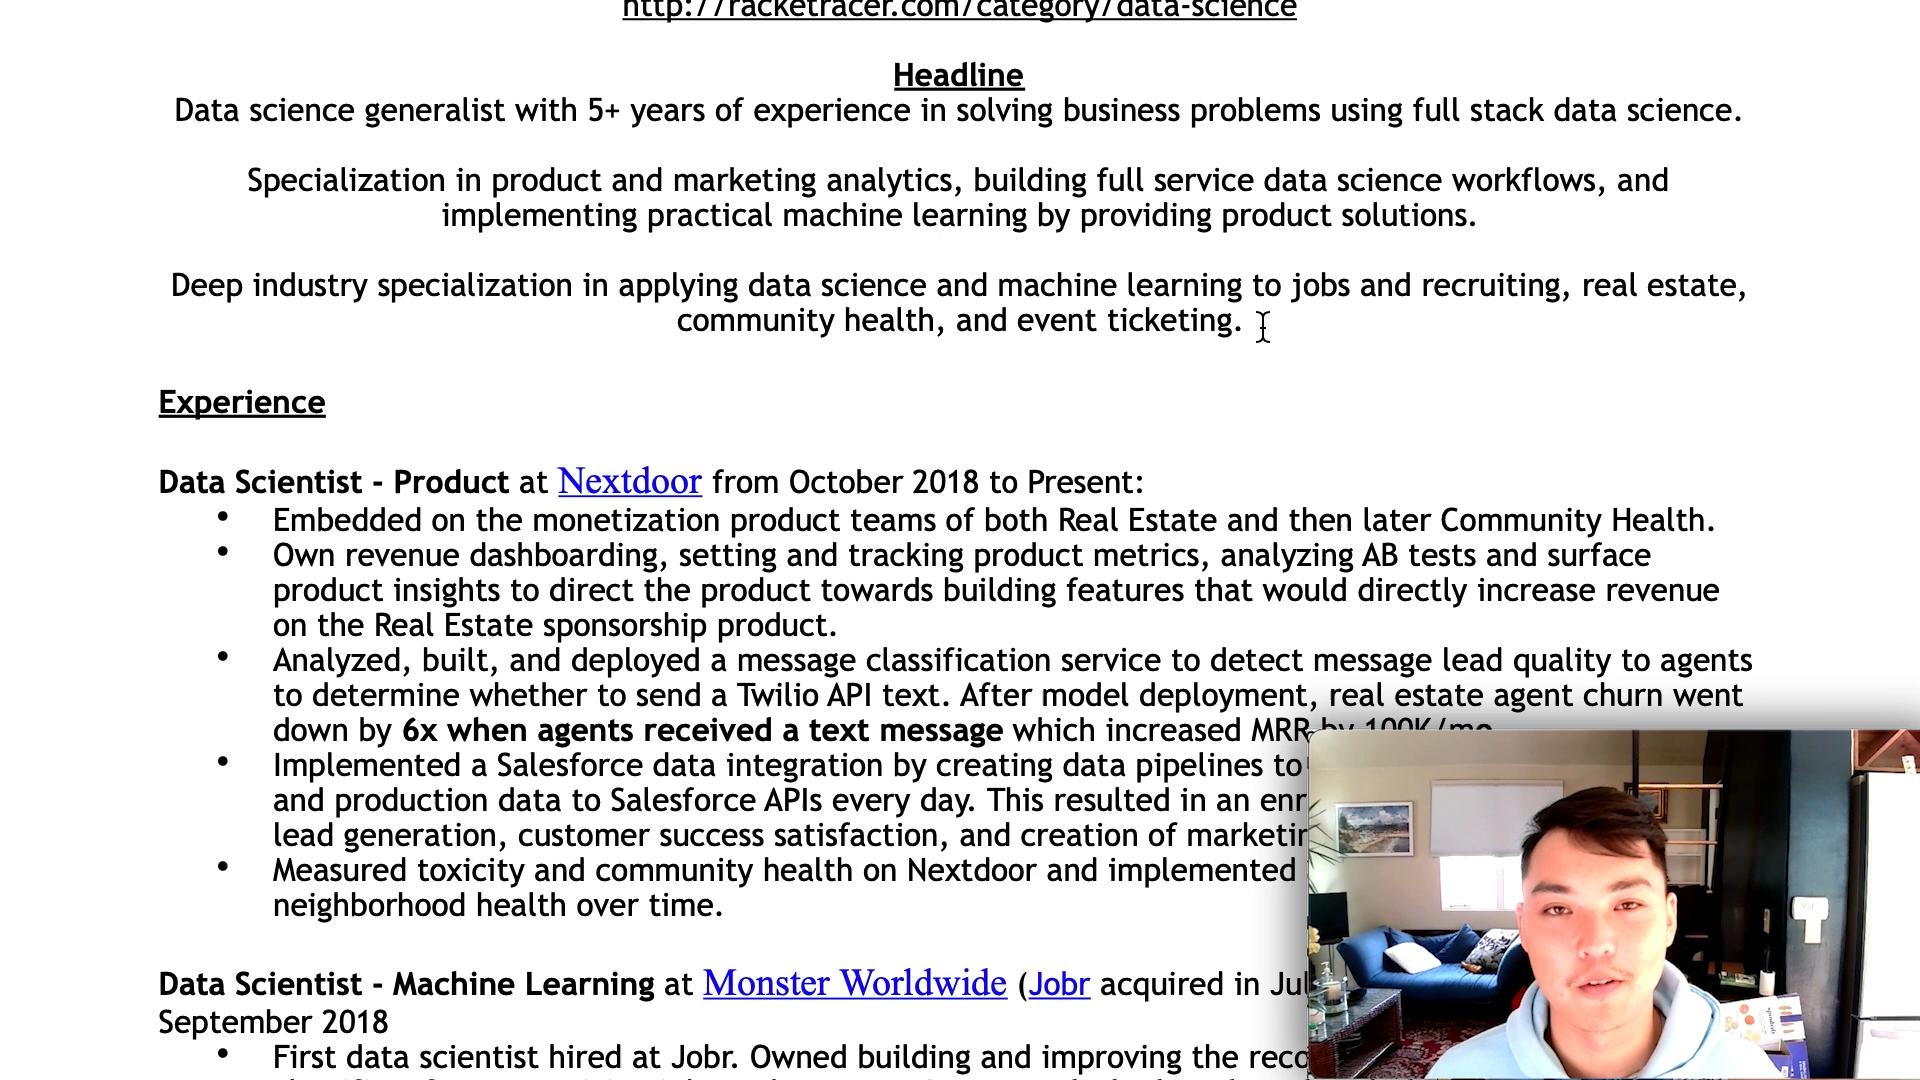 http://racketracer.com/category/data-science
Headline
Data science generalist with 5+ years of experience in solving business problems using full stack data science.
Specialization in product and marketing analytics, building full service data science workflows, and
implementing practical machine learning by providing product solutions.
Deep industry specialization in applying data science and machine learning to jobs and recruiting, real estate,
community health, and event ticketing.
Experience
Data Scientist - Product at Nextdoor from October 2018 to Present:
• Embedded on the monetization product teams of both Real Estate and then later Community Health.
• Own revenue dashboarding, setting and tracking product metrics, analyzing AB tests and surface
product insights to direct the product towards building features that would directly increase revenue
on the Real Estate sponsorship product.
• Analyzed, built, and deployed a message classification service to detect message lead quality to agents
to determine whether to send a Twilio API text. After model deployment, real estate agent churn went
down by 6x when agents received a text message which increased MRR by 100K/mo
• Implemented a Salesforce data integration by creating data pipelines to
and production data to Salesforce APIs every day. This resulted in an
lead generation, customer success satisfaction, and creation of
• Measured toxicity and community health on Nextdoor and implemented
neighborhood health over time.
Data Scientist - Machine Learning at Monster Worldwide (Jobr acquired in
September 2018
• First data scientist hired at Jobr. Owned building and improving the